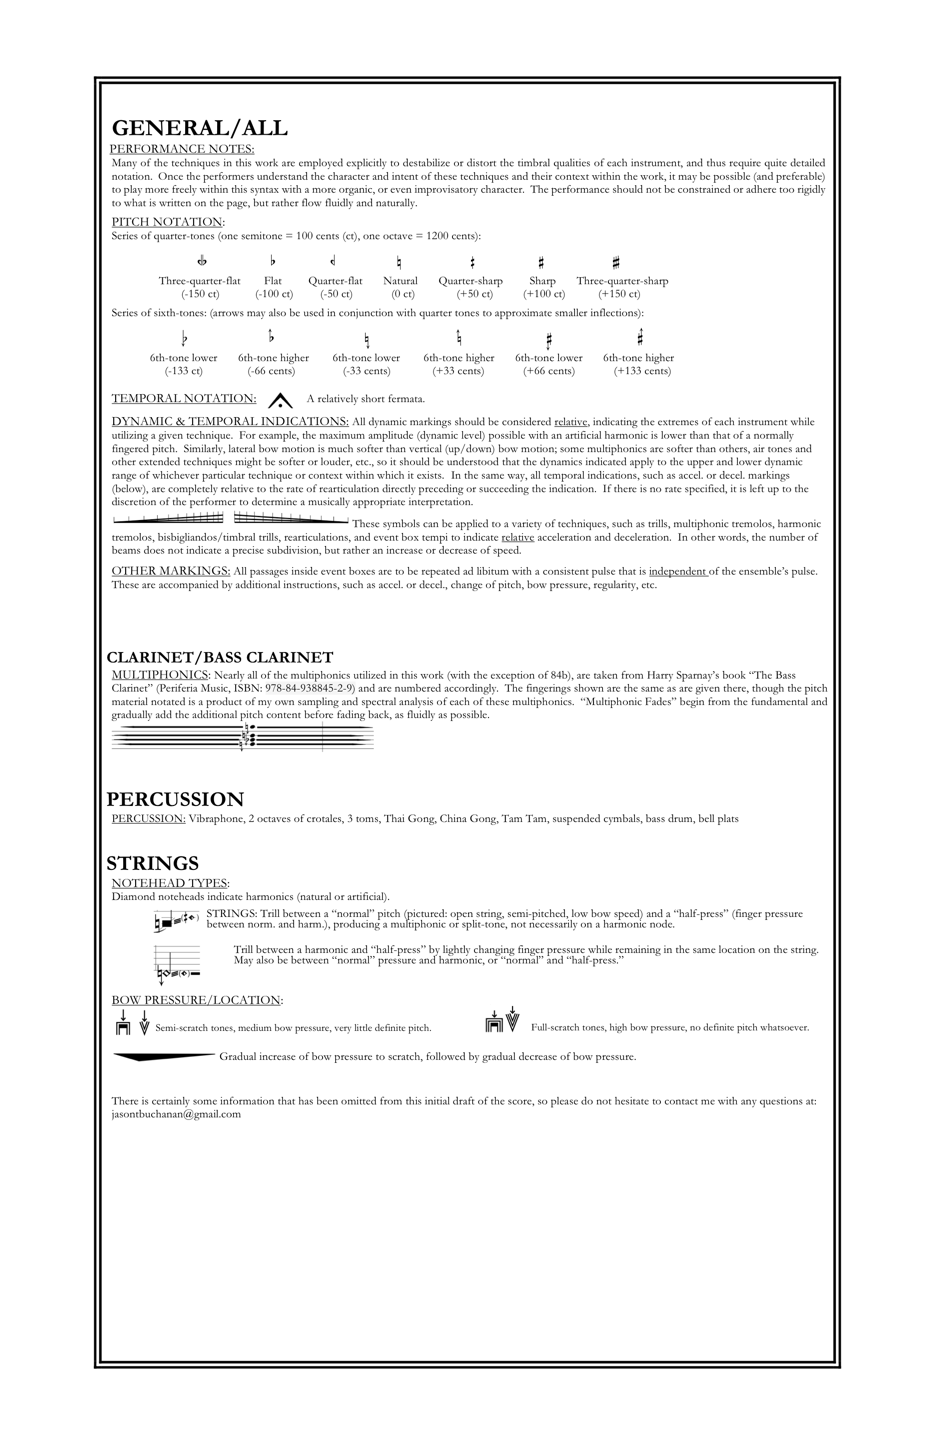 GENERAL/ALL
PERFORMANCE NOTES:
Many of the techniques in this work are employed explicitly to destabilize or distort the timbral qualities of each instrument, and thus require quite detailed
notation.  Once the performers understand the character and intent of these techniques and their context within the work, it may be possible (and preferable)
to play more freely within this syntax with a more organic, or even improvisatory character.  The performance should not be constrained or adhere too rigidly
to what is written on the page, but rather flow fluidly and naturally.
PITCH NOTATION:
Series of quarter-tones (one semitone = 100 cents (ct), one octave = 1200 cents):
Three-quarter-flat Flat Quarter-flat Natural Quarter-sharp Sharp Three-quarter-sharp
(-150 ct) (-100 ct) (-50 ct) (0 ct) (+50 ct) (+100 ct) (+150 ct)
Series of sixth-tones: (arrows may also be used in conjunction with quarter tones to approximate smaller inflections):
6th-tone lower 6th-tone higher 6th-tone lower 6th-tone higher 6th-tone lower 6th-tone higher
(-133 ct) (-66 cents) (-33 cents) (+33 cents) (+66 cents) (+133 cents)
TEMPORAL NOTATION: A relatively short fermata.
DYNAMIC & TEMPORAL INDICATIONS: All dynamic markings should be considered relative, indicating the extremes of each instrument while
utilizing a given technique.  For example, the maximum amplitude (dynamic level) possible with an artificial harmonic is lower than that of a normally
fingered pitch.  Similarly, lateral bow motion is much softer than vertical (up/down) bow motion; some multiphonics are softer than others, air tones and
other extended techniques might be softer or louder, etc., so it should be understood that the dynamics indicated apply to the upper and lower dynamic
range of whichever particular technique or context within which it exists.  In the same way, all temporal indications, such as accel. or decel. markings
(below), are completely relative to the rate of rearticulation directly preceding or succeeding the indication.  If there is no rate specified, it is left up to the
discretion of the performer to determine a musically appropriate interpretation.
These symbols can be applied to a variety of techniques, such as trills, multiphonic tremolos, harmonic
tremolos, bisbigliandos/timbral trills, rearticulations, and event box tempi to indicate relative acceleration and deceleration.  In other words, the number of
beams does not indicate a precise subdivision, but rather an increase or decrease of speed.
OTHER MARKINGS: All passages inside event boxes are to be repeated ad libitum with a consistent pulse that is independent of the ensemble's pulse.
These are accompanied by additional instructions, such as accel. or decel., change of pitch, bow pressure, regularity, etc.
CLARINET/BASS CLARINET
MULTIPHONICS: Nearly all of the multiphonics utilized in this work (with the exception of 84b), are taken from Harry Sparnay's book “The Bass
Clarinet” (Periferia Music, ISBN: 978-84-938845-2-9) and are numbered accordingly.  The fingerings shown are the same as are given there, though the pitch
material notated is a product of my own sampling and spectral analysis of each of these multiphonics.  “Multiphonic Fades” begin from the fundamental and
gradually add the additional pitch content before fading back, as fluidly as possible.
PERCUSSION
PERCUSSION: Vibraphone, 2 octaves of crotales, 3 toms, Thai Gong, China Gong, Tam Tam, suspended cymbals, bass drum, bell plats
STRINGS
NOTEHEAD TYPES:
Diamond noteheads indicate harmonics (natural or artificial).
STRINGS: Trill between a “normal” pitch (pictured: open string, semi-pitched, low bow speed) and a “half-press” (finger pressure
between norm. and harm.), producing a multiphonic or split-tone, not necessarily on a harmonic node.
Trill between a harmonic and “half-press” by lightly changing finger pressure while remaining in the same location on the string.
May also be between “normal” pressure and harmonic, or “normal” and “half-press.”
BOW PRESSURE/LOCATION:
Semi-scratch tones, medium bow pressure, very little definite pitch. Full-scratch tones, high bow pressure, no definite pitch whatsoever.
Gradual increase of bow pressure to scratch, followed by gradual decrease of bow pressure.
There is certainly some information that has been omitted from this initial draft of the score, so please do not hesitate to contact me with any questions at:
jasontbuchanan@gmail.com